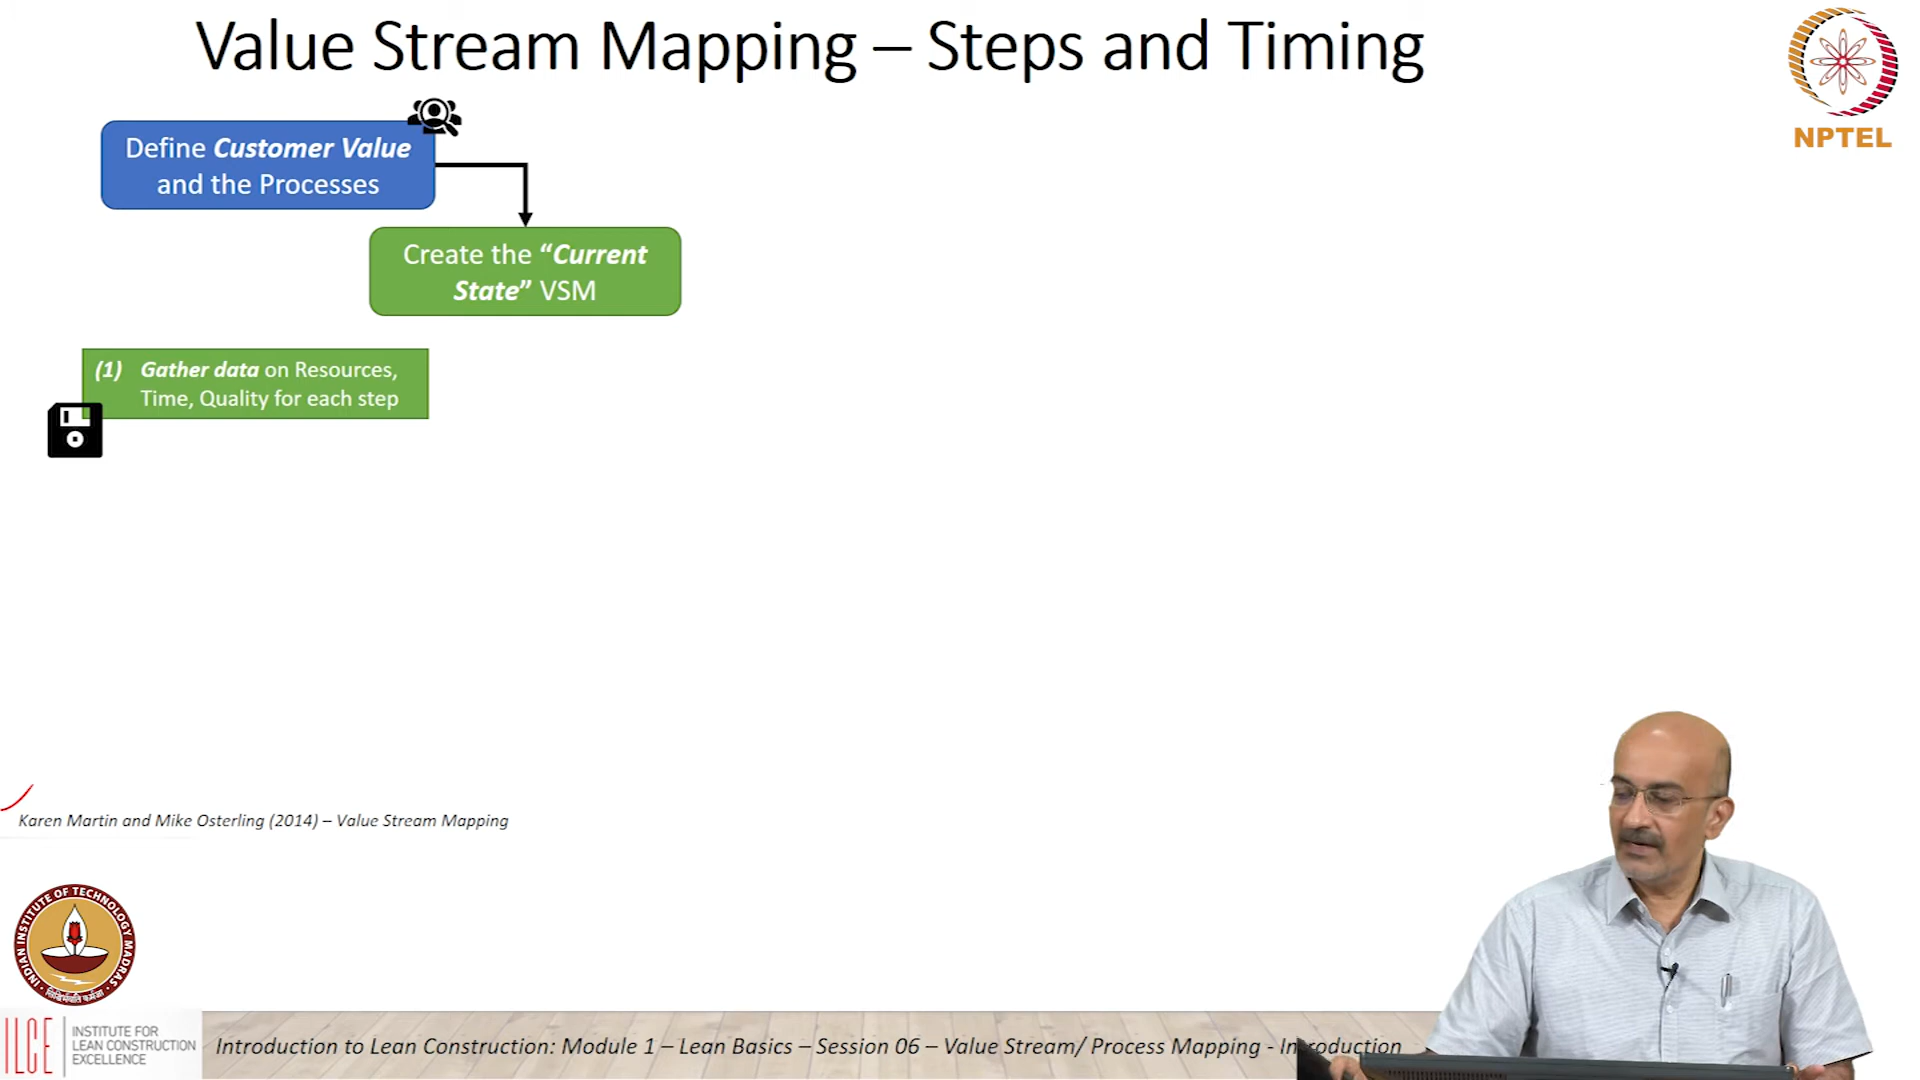 Value Stream Mapping – Steps and Timing
NPTEL
Define Customer Value
and the Processes
Create the “Current
State” VSM
(1) Gather data on Resources,
Time, Quality for each step
Karen Martin and Mike Osterling (2014) – Value Stream Mapping
INDIAN INSTITUTE OF TECHNOLOGY MADRAS
सिद्धिर्भवति कर्मजा
ILCE
INSTITUTE FOR
LEAN CONSTRUCTION
EXCELLENCE
Introduction to Lean Construction: Module 1 – Lean Basics – Session 06 – Value Stream/ Process Mapping - Introduction